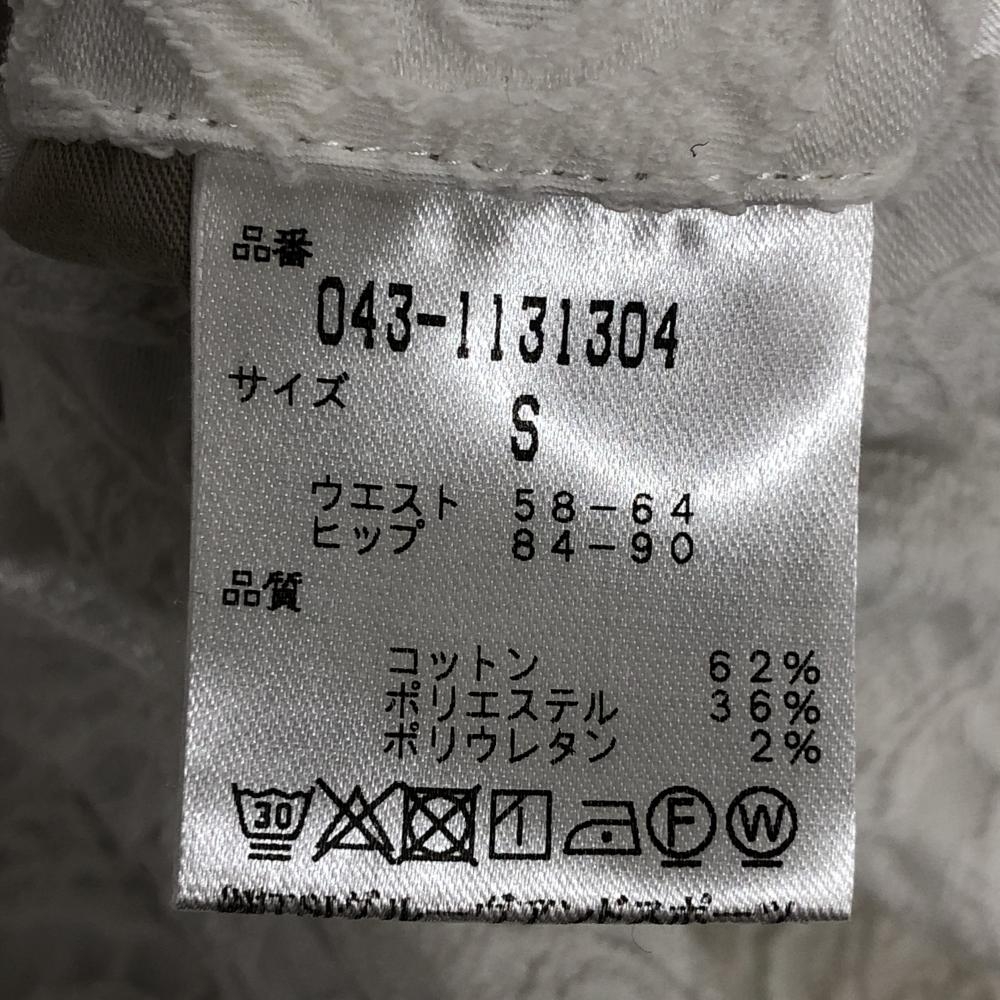 品番
043-1131304
サイズ
S
ウエスト 58-64
ヒップ 84-90
品質
コットン 62%
ポリエステル 36%
ポリウレタン 2%
30 F W